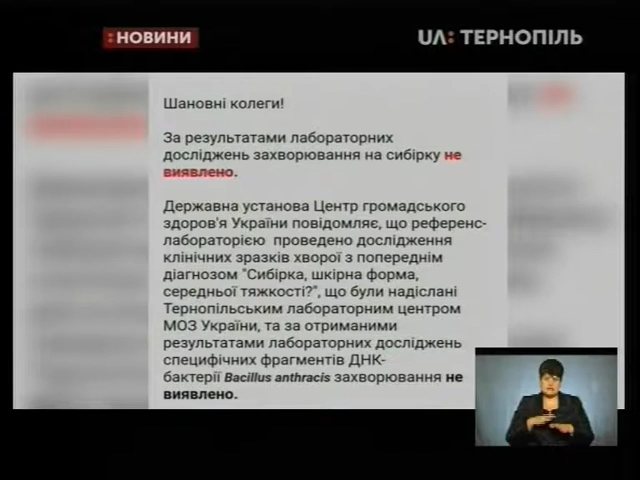 :НОВИНИ
UA: ТЕРНОПІЛЬ
Шановні колеги!
За результатами лабораторних
досліджень захворювання на сибірку не
виявлено.
Державна установа Центр громадського
здоров'я України повідомляє, що референс-
лабораторією проведено дослідження
клінічних зразків хворої з попереднім
діагнозом "Сибірка, шкірна форма,
середньої тяжкості?", що були надіслані
Тернопільським лабораторним центром
МОЗ України, та за отриманими
результатами лабораторних досліджень
специфічних фрагментів ДНК-
бактерії Bacillus anthracis захворювання не
виявлено.